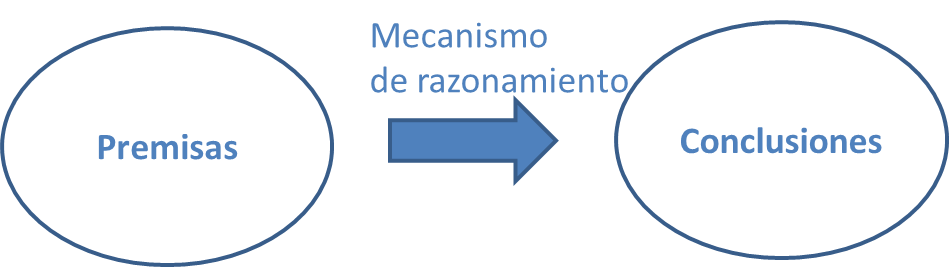 Mecanismo
de razonamiento
Premisas
Conclusiones